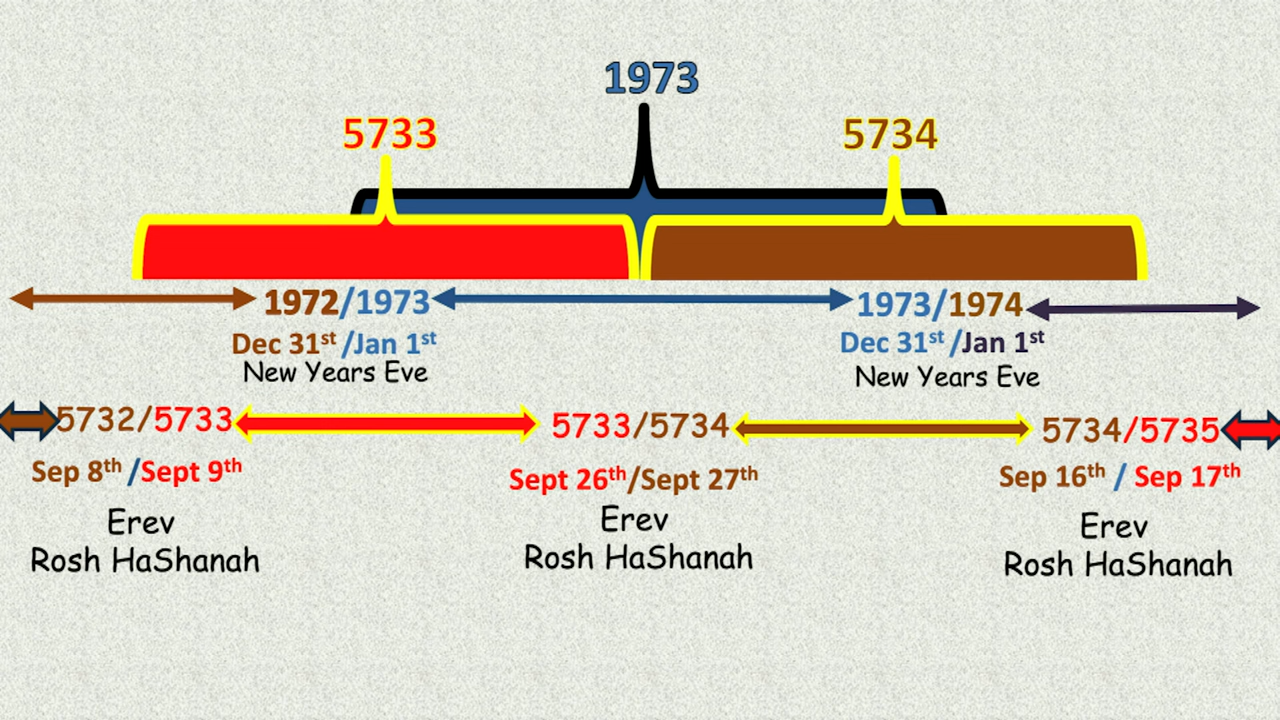 1973
5733
5734
1972/1973
1973/1974
Dec 31st /Jan 1st
Dec 31st /Jan 1st
New Years Eve
New Years Eve
5732/5733
5733/5734
5734/5735
Sep 8th /Sept 9th
Sept 26th/Sept 27th
Sep 16th / Sep 17th
Erev
Rosh HaShanah
Erev
Rosh HaShanah
Erev
Rosh HaShanah